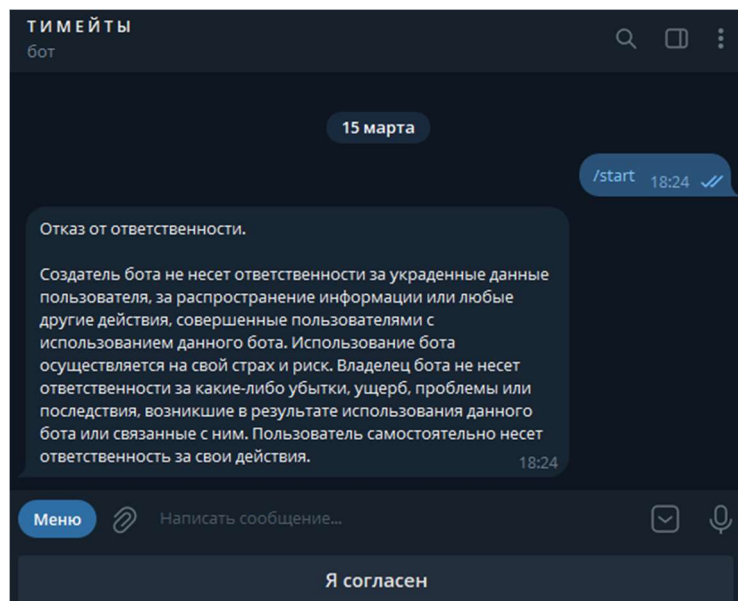 ТИМЕЙТЫ
бот
15 марта
/start 18:24
Отказ от ответственности.
Создатель бота не несет ответственности за украденные данные
пользователя, за распространение информации или любые
другие действия, совершенные пользователями с
использованием данного бота. Использование бота
осуществляется на свой страх и риск. Владелец бота не несет
ответственности за какие-либо убытки, ущерб, проблемы или
последствия, возникшие в результате использования данного
бота или связанные с ним. Пользователь самостоятельно несет
ответственность за свои действия. 18:24
Меню Написать сообщение...
Я согласен